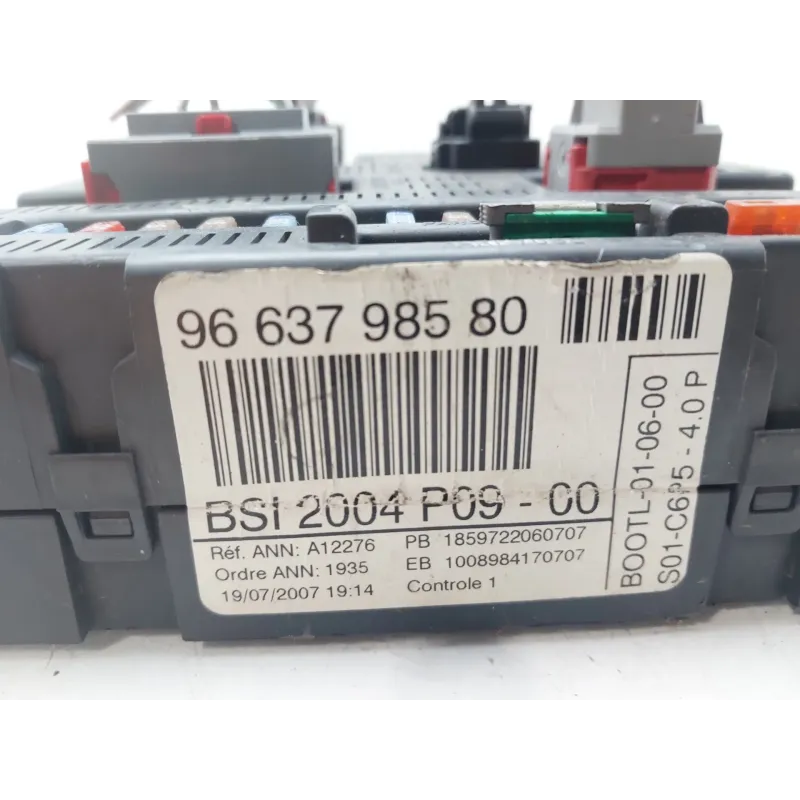 96 637 985 80
BSI 2004 P09 - 00
Réf. ANN: A12276 PB 1859722060707
Ordre ANN: 1935 EB 1008984170707
19/07/2007 19:14 Controle 1
BOOTL-01-06-00
S01-C6P5 - 4.0 P